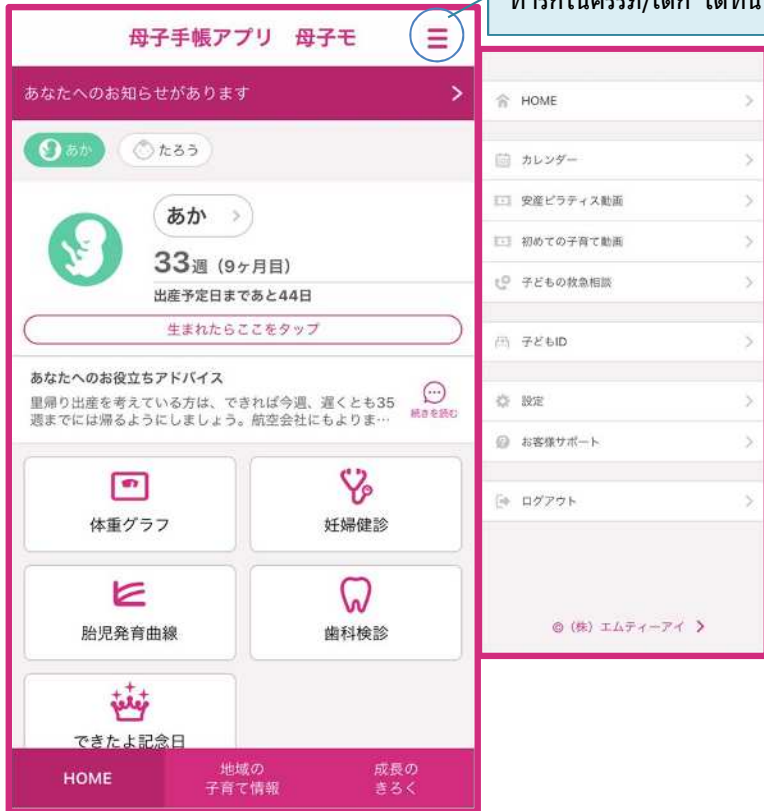 ทารกในครรภ์/เด็ก ได้ที่นี่
母子手帳アプリ 母子モ
あなたへのお知らせがあります
あか
たろう
あか
33週（9ヶ月目）
出産予定日まであと44日
生まれたらここをタップ
あなたへのお役立ちアドバイス
里帰り出産を考えている方は、できれば今週、遅くとも35
週までには帰るようにしましょう。航空会社にもよりま…
続きを読む
体重グラフ
妊婦健診
胎児発育曲線
歯科検診
できたよ記念日
HOME
地域の
子育て情報
成長の
きろく
HOME
カレンダー
安産ピラティス動画
初めての子育て動画
子どもの救急相談
子どもID
設定
お客様サポート
ログアウト
©（株）エムティーアイ